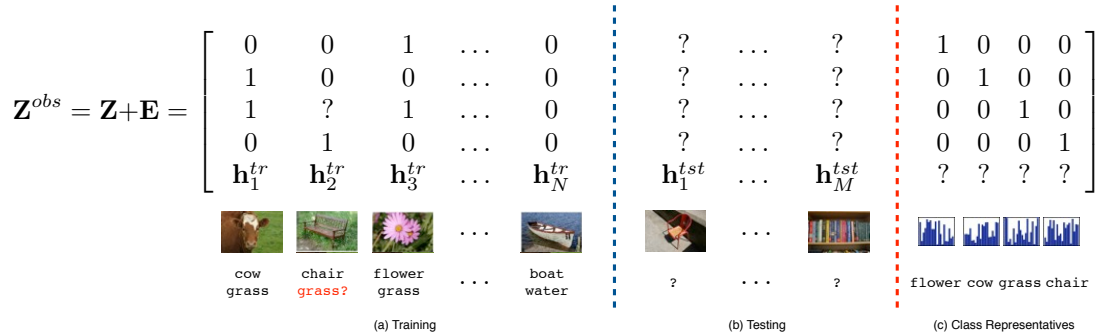 0 0 1 ... 0 ? ... ? 1 0 0 0
1 0 0 ... 0 ? ... ? 0 1 0 0
Z^{obs} = Z+E = 1 ? 1 ... 0 ? ... ? 0 0 1 0
0 1 0 ... 0 ? ... ? 0 0 0 1
h_1^{tr} h_2^{tr} h_3^{tr} ... h_N^{tr} h_1^{tst} ... h_M^{tst} ? ? ? ?
... ...
cow chair flower boat
grass grass? grass ... water ? ? flower cow grass chair
(a) Training (b) Testing (c) Class Representatives